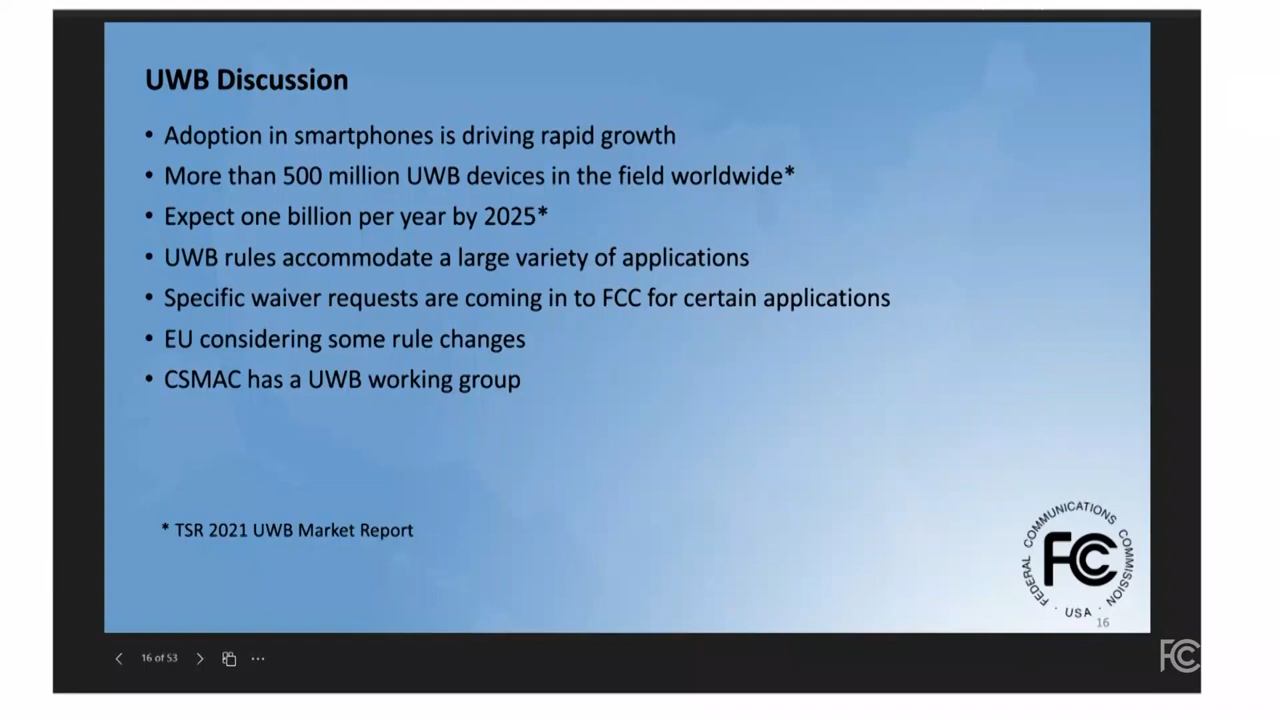 UWB Discussion
• Adoption in smartphones is driving rapid growth
• More than 500 million UWB devices in the field worldwide*
• Expect one billion per year by 2025*
• UWB rules accommodate a large variety of applications
• Specific waiver requests are coming in to FCC for certain applications
• EU considering some rule changes
• CSMAC has a UWB working group
* TSR 2021 UWB Market Report
FEDERAL COMMUNICATIONS COMMISSION · USA ·
FCC
16
16 of 53
FCC